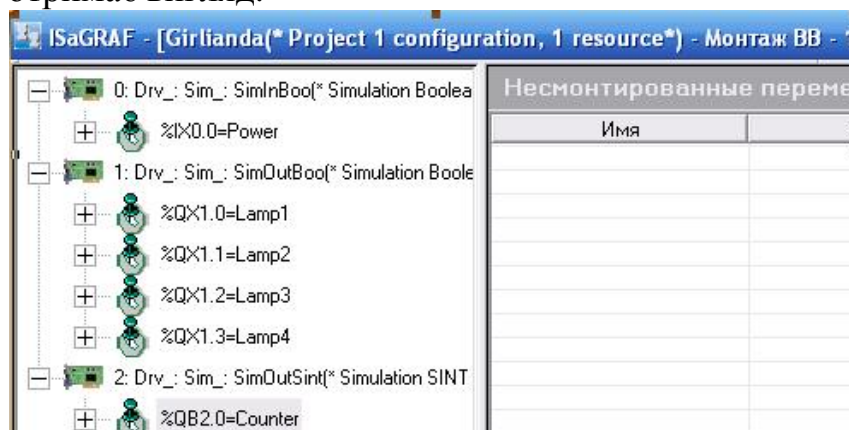 ISaGRAF - [Girlianda(* Project 1 configuration, 1 resource*) - Монтаж ВВ -
0: Drv_: Sim_: SimInBoo(* Simulation Boolea
%IX0.0=Power
1: Drv_: Sim_: SimOutBoo(* Simulation Boole
%QX1.0=Lamp1
%QX1.1=Lamp2
%QX1.2=Lamp3
%QX1.3=Lamp4
2: Drv_: Sim_: SimOutSint(* Simulation SINT
%QB2.0=Counter
Несмонтированные переме
Имя